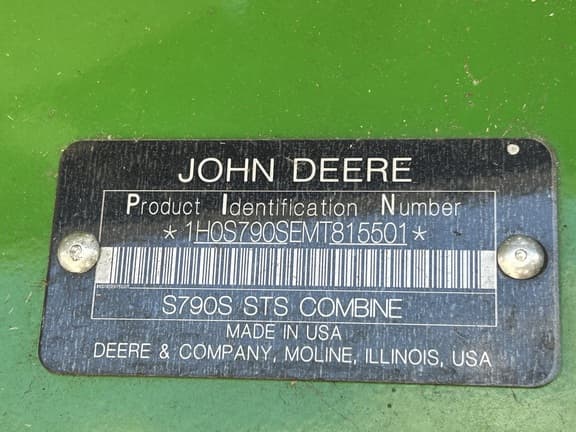 JOHN DEERE
Product Identification Number
*1H0S790SEMT815501*
S790S STS COMBINE
MADE IN USA
DEERE & COMPANY, MOLINE, ILLINOIS, USA